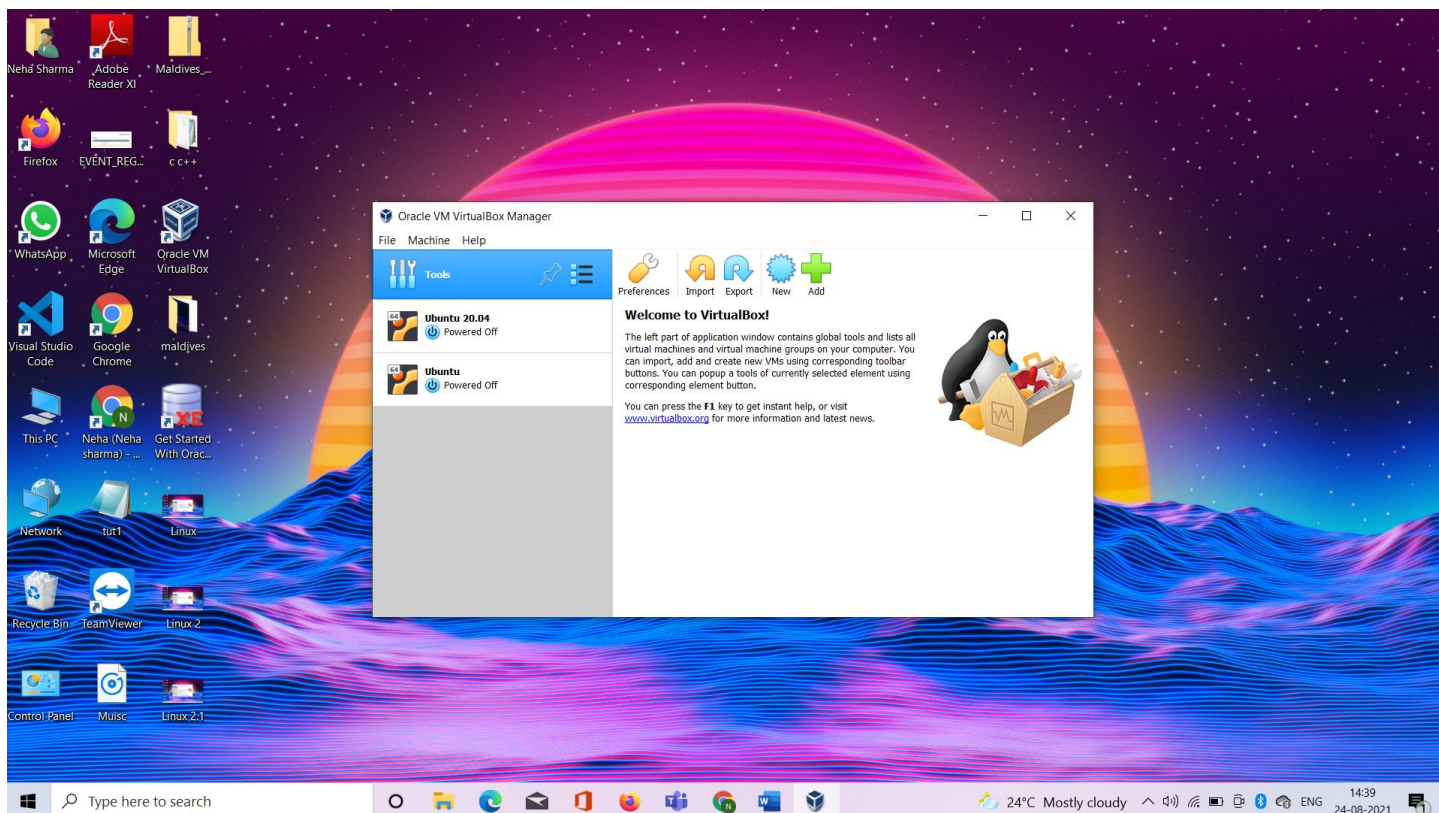 Neha Sharma
Adobe
Reader XI
Maldives_...
Firefox
EVENT_REG...
c c++
WhatsApp
Microsoft
Edge
Oracle VM
VirtualBox
Visual Studio
Code
Google
Chrome
maldives
This PC
N
Neha (Neha
sharma) - ...
XE
Get Started
With Orac...
Network
tut1
Linux
Recycle Bin
TeamViewer
Linux 2
Control Panel
Muisc
Linux 2.1
Oracle VM VirtualBox Manager
File Machine Help
Tools
64
Ubuntu 20.04
Powered Off
64
Ubuntu
Powered Off
Preferences Import Export New Add
Welcome to VirtualBox!
The left part of application window contains global tools and lists all
virtual machines and virtual machine groups on your computer. You
can import, add and create new VMs using corresponding toolbar
buttons. You can popup a tools of currently selected element using
corresponding element button.
You can press the F1 key to get instant help, or visit
www.virtualbox.org for more information and latest news.
Type here to search
24°C Mostly cloudy
ENG
14:39
24-08-2021
1